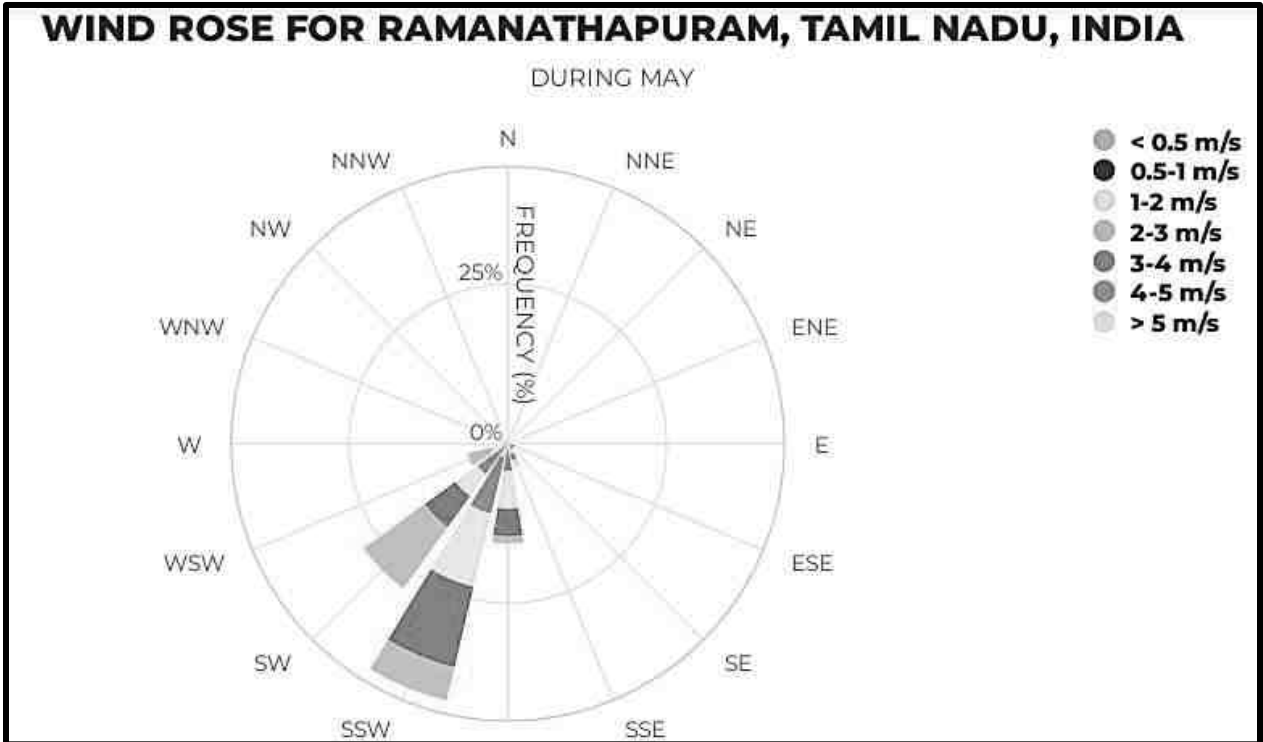 WIND ROSE FOR RAMANATHAPURAM, TAMIL NADU, INDIA
DURING MAY
N
NNW
NNE
NW
NE
WNW
ENE
W
E
WSW
ESE
SW
SE
SSW
SSE
FREQUENCY (%)
25%
0%
< 0.5 m/s
0.5-1 m/s
1-2 m/s
2-3 m/s
3-4 m/s
4-5 m/s
> 5 m/s